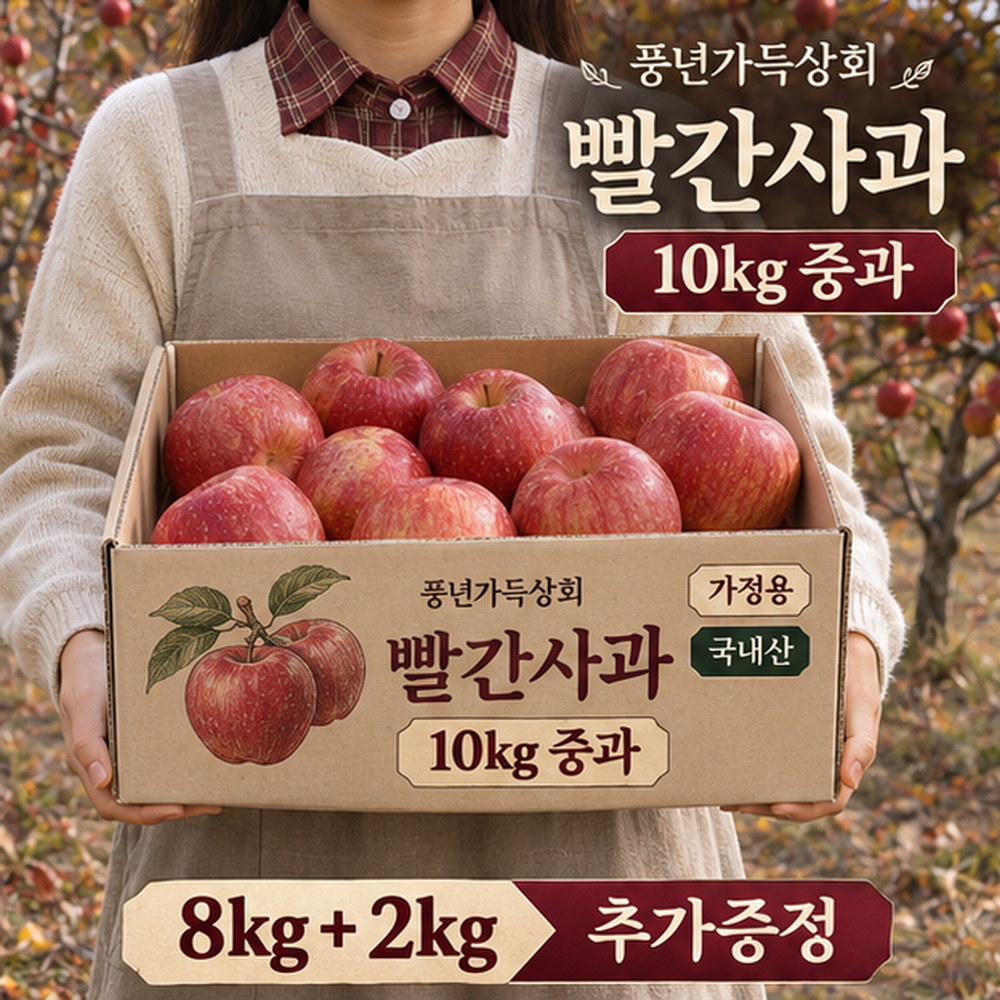 풍년가득상회
빨간사과
10kg 중과
풍년가득상회
빨간사과
10kg 중과
가정용
국내산
8kg + 2kg 추가증정